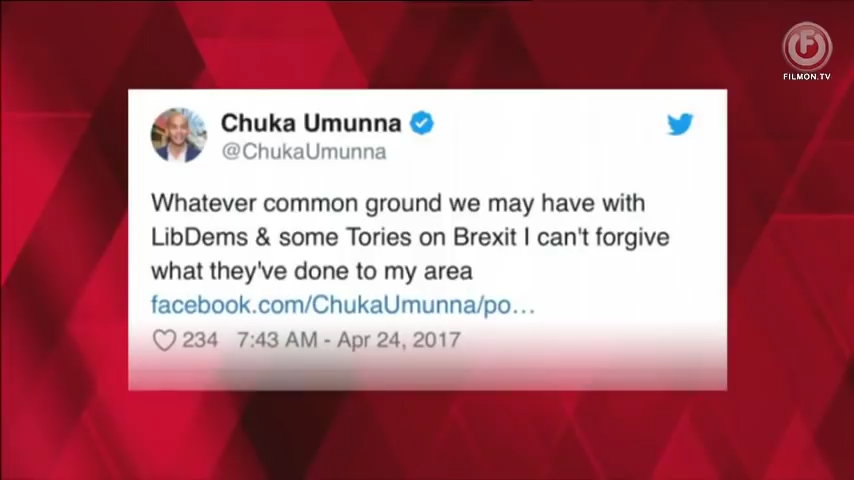 FILMON.TV
Chuka Umunna
@ChukaUmunna
Whatever common ground we may have with
LibDems & some Tories on Brexit I can't forgive
what they've done to my area
facebook.com/ChukaUmunna/po…
234 7:43 AM - Apr 24, 2017